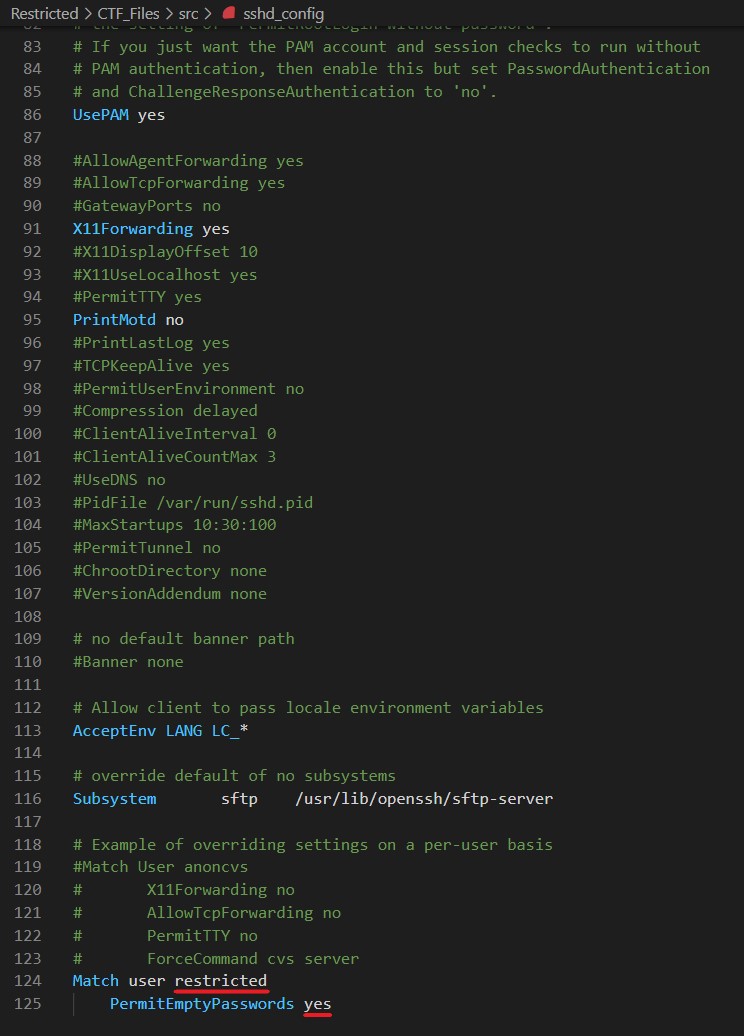 Restricted > CTF_Files > src > sshd_config
82 # the setting of "PermitRootLogin without-password".
83 # If you just want the PAM account and session checks to run without
84 # PAM authentication, then enable this but set PasswordAuthentication
85 # and ChallengeResponseAuthentication to 'no'.
86 UsePAM yes
87
88 #AllowAgentForwarding yes
89 #AllowTcpForwarding yes
90 #GatewayPorts no
91 X11Forwarding yes
92 #X11DisplayOffset 10
93 #X11UseLocalhost yes
94 #PermitTTY yes
95 PrintMotd no
96 #PrintLastLog yes
97 #TCPKeepAlive yes
98 #PermitUserEnvironment no
99 #Compression delayed
100 #ClientAliveInterval 0
101 #ClientAliveCountMax 3
102 #UseDNS no
103 #PidFile /var/run/sshd.pid
104 #MaxStartups 10:30:100
105 #PermitTunnel no
106 #ChrootDirectory none
107 #VersionAddendum none
108
109 # no default banner path
110 #Banner none
111
112 # Allow client to pass locale environment variables
113 AcceptEnv LANG LC_*
114
115 # override default of no subsystems
116 Subsystem sftp /usr/lib/openssh/sftp-server
117
118 # Example of overriding settings on a per-user basis
119 #Match User anoncvs
120 # X11Forwarding no
121 # AllowTcpForwarding no
122 # PermitTTY no
123 # ForceCommand cvs server
124 Match user restricted
125 PermitEmptyPasswords yes